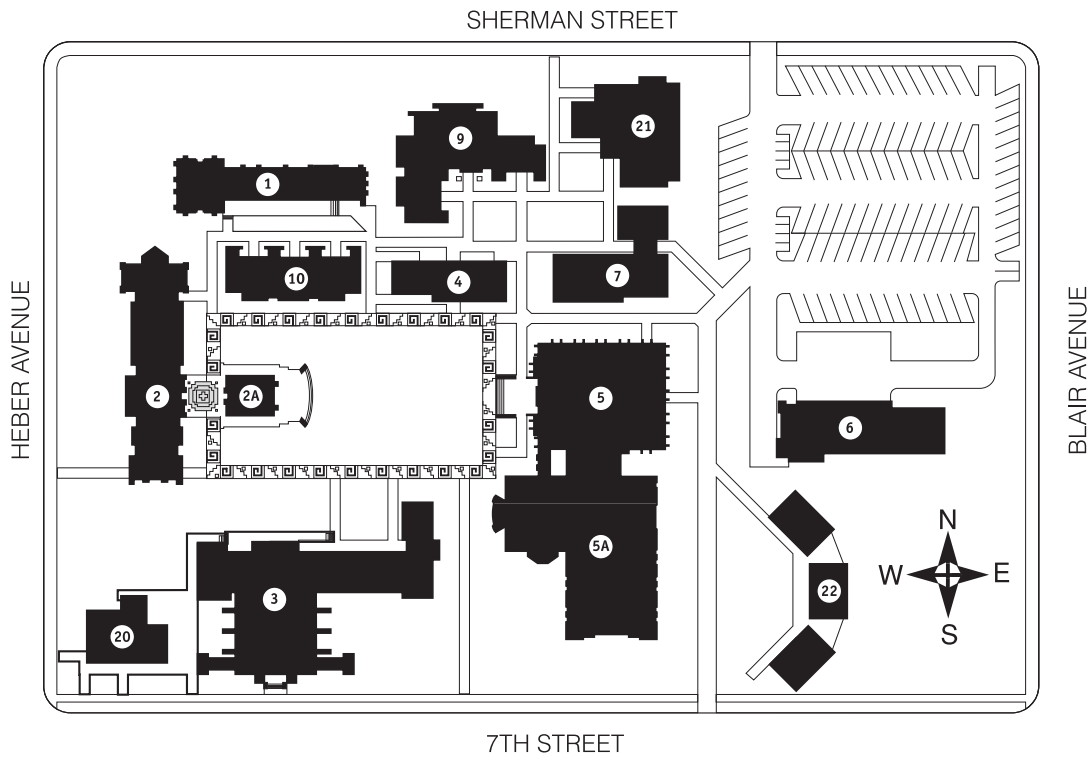 SHERMAN STREET
9
21
1
10
4
7
HEBER AVENUE
BLAIR AVENUE
2
2A
5
6
N
W
E
S
5A
22
3
20
7TH STREET